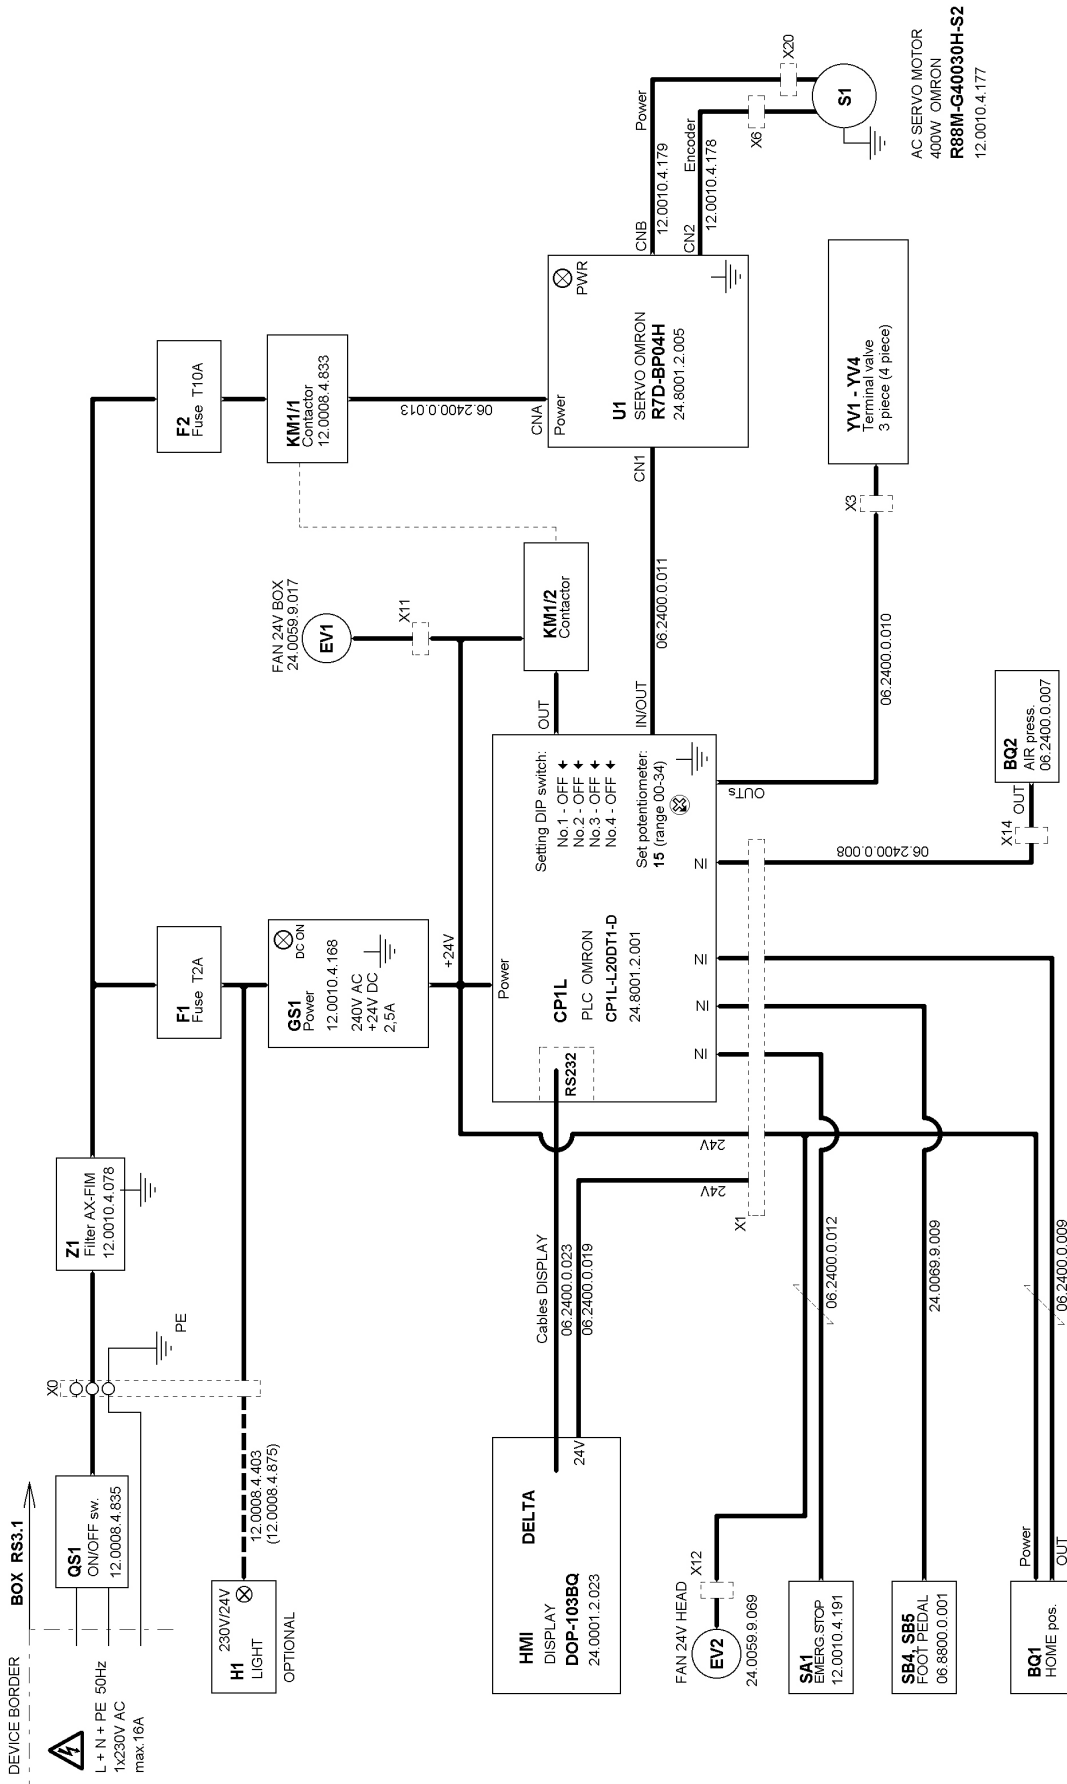 DEVICE BORDER
BOX RS3.1
L + N + PE 50Hz
1x230V AC
max.16A
QS1
ON/OFF sw.
12.0008.4.835
X0
PE
Z1
Filter AX-FIM
12.0010.4.078
H1
230V/24V
LIGHT
OPTIONAL
12.0008.4.403
(12.0008.4.875)
F1
Fuse T2A
F2
Fuse T10A
GS1
Power
DC ON
12.0010.4.168
240V AC
+24V DC
2,5A
+24V
KM1/1
Contactor
12.0008.4.833
06.2400.0.013
FAN 24V BOX
24.0059.9.017
EV1
X11
KM1/2
Contactor
OUT
HMI
DISPLAY
DELTA
DOP-103BQ
24.0001.2.023
24V
Cables DISPLAY
06.2400.0.023
06.2400.0.019
24V
24V
X1
Power
CP1L
PLC OMRON
CP1L-L20DT1-D
24.8001.2.001
RS232
Setting DIP switch:
No.1 - OFF
No.2 - OFF
No.3 - OFF
No.4 - OFF
Set potentiometer:
15 (range 00-34)
IN
IN
IN
IN
OUTs
IN/OUT
06.2400.0.011
CN1
CNA
Power
U1
SERVO OMRON
R7D-BP04H
24.8001.2.005
PWR
CNB
CN2
Power
12.0010.4.179
Encoder
12.0010.4.178
X20
X6
S1
AC SERVO MOTOR
400W OMRON
R88M-G40030H-S2
12.0010.4.177
YV1 - YV4
Terminal valve
3 piece (4 piece)
X3
06.2400.0.010
06.2400.0.008
X14
OUT
BQ2
AIR press.
06.2400.0.007
FAN 24V HEAD
EV2
X12
24.0059.9.069
SA1
EMERG.STOP
12.0010.4.191
06.2400.0.012
SB4, SB5
FOOT PEDAL
06.8800.0.001
24.0069.9.009
BQ1
HOME pos.
Power
OUT
06.2400.0.009